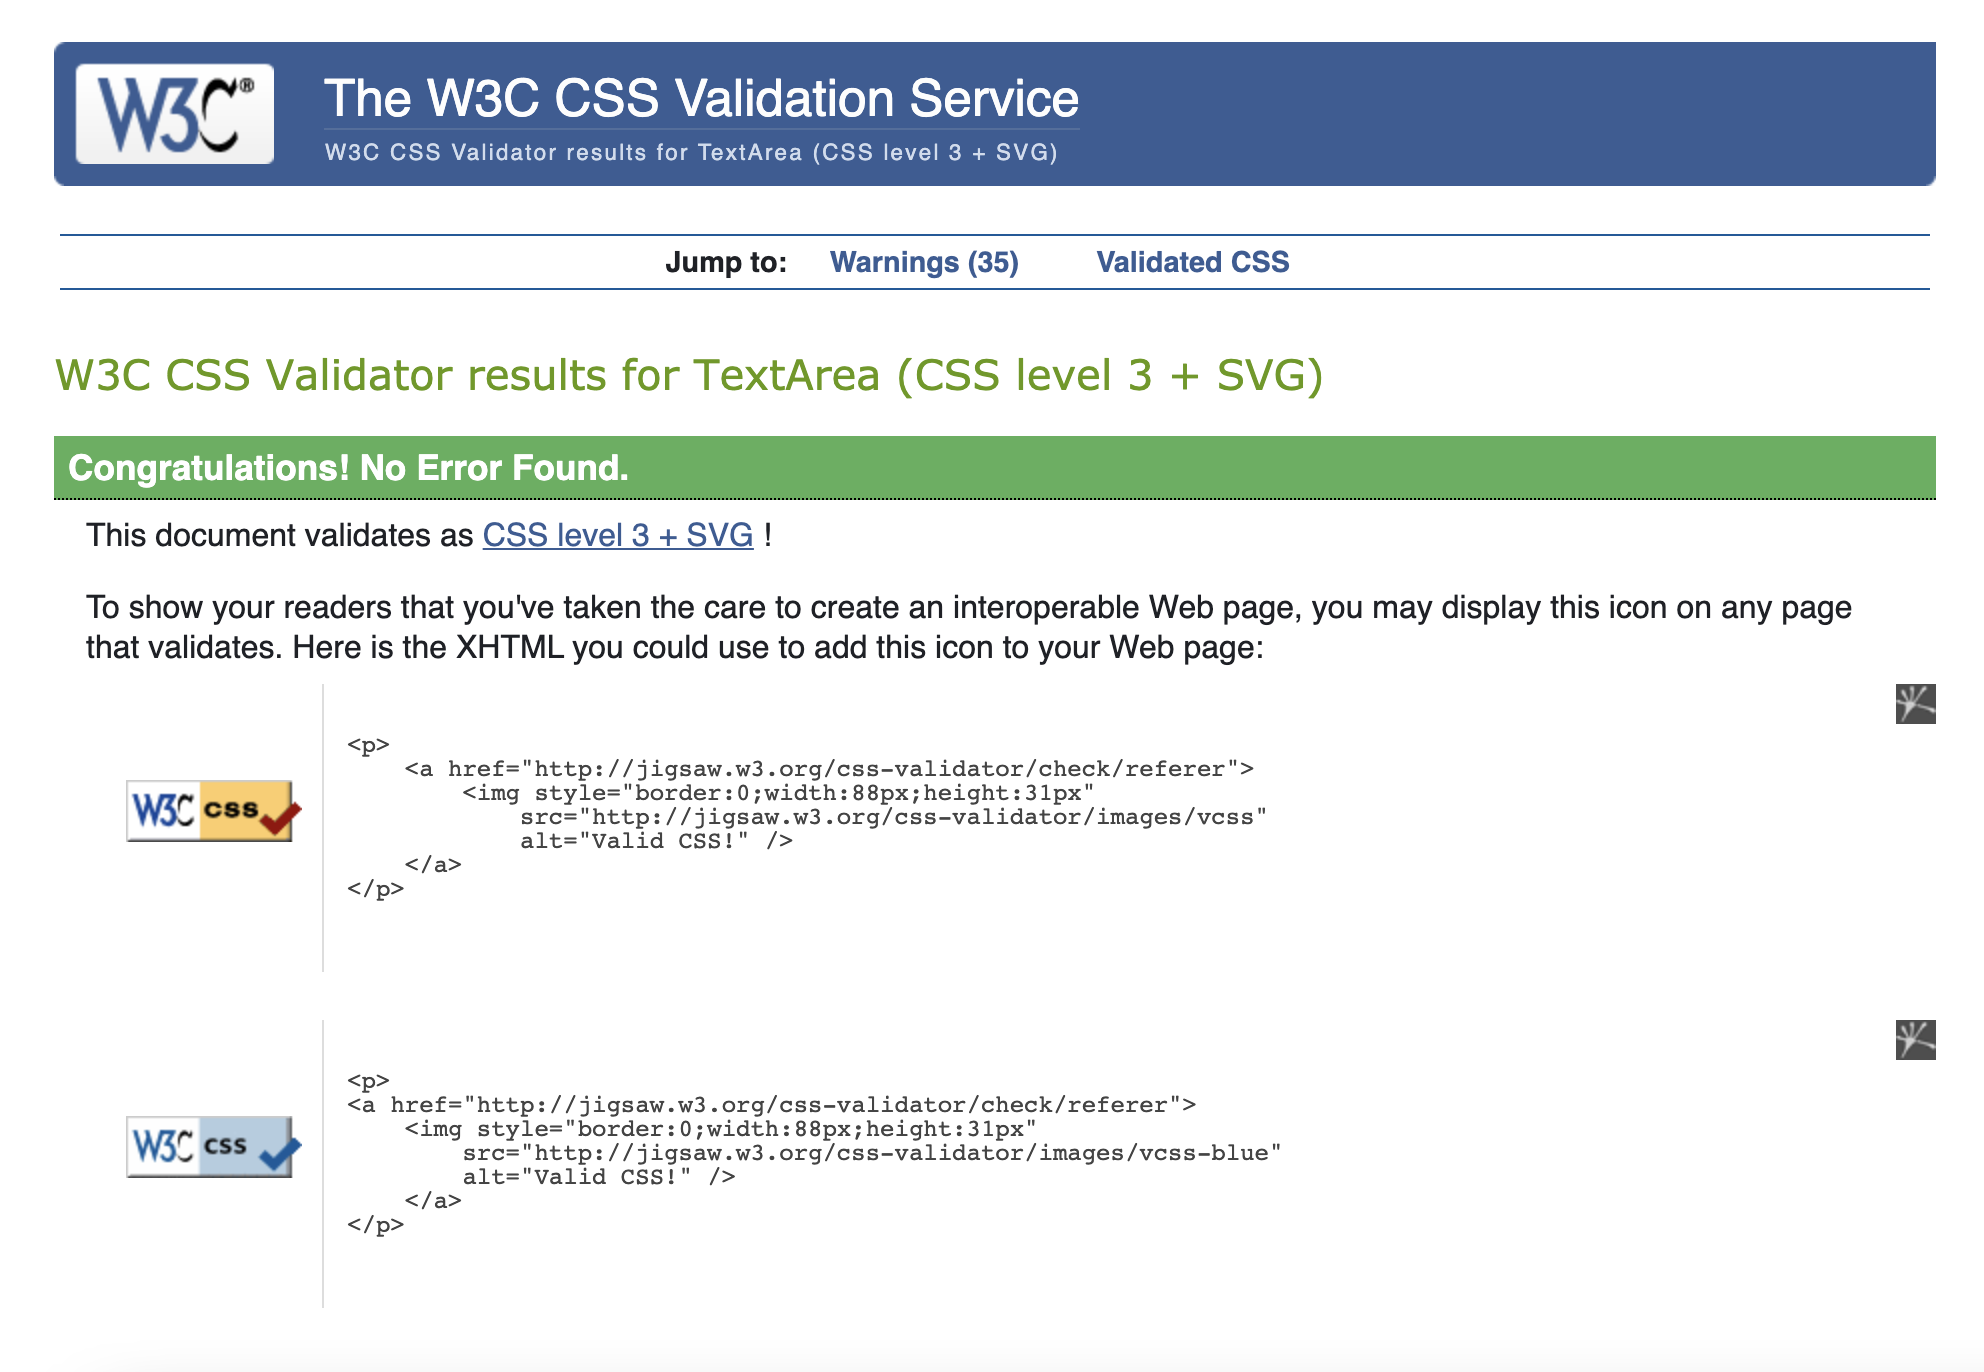 W3C®
The W3C CSS Validation Service
W3C CSS Validator results for TextArea (CSS level 3 + SVG)
Jump to: Warnings (35) Validated CSS
W3C CSS Validator results for TextArea (CSS level 3 + SVG)
Congratulations! No Error Found.
This document validates as CSS level 3 + SVG !
To show your readers that you've taken the care to create an interoperable Web page, you may display this icon on any page
that validates. Here is the XHTML you could use to add this icon to your Web page:
W3C css
<p>
    <a href="http://jigsaw.w3.org/css-validator/check/referer">
        <img style="border:0;width:88px;height:31px"
            src="http://jigsaw.w3.org/css-validator/images/vcss"
            alt="Valid CSS!" />
    </a>
</p>
W3C css
<p>
<a href="http://jigsaw.w3.org/css-validator/check/referer">
    <img style="border:0;width:88px;height:31px"
        src="http://jigsaw.w3.org/css-validator/images/vcss-blue"
        alt="Valid CSS!" />
    </a>
</p>